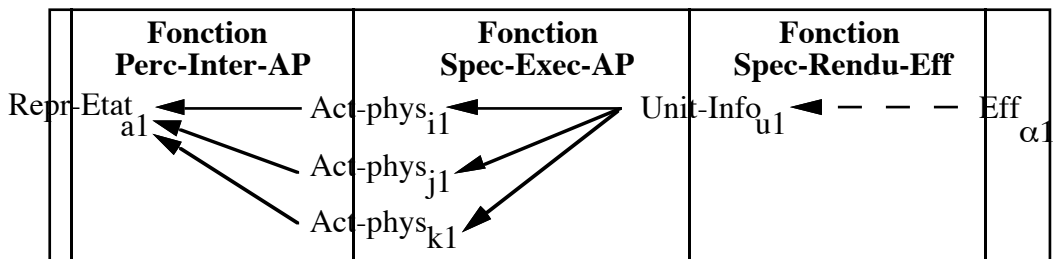 Fonction Fonction Fonction
Perc-Inter-AP Spec-Exec-AP Spec-Rendu-Eff
Repr-Etat a1 Act-phys i1 Unit-Info u1 Eff α1
Act-phys j1
Act-phys k1